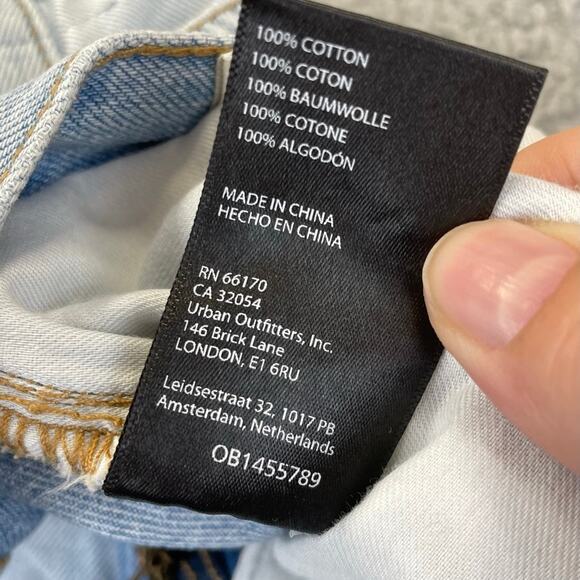 100% COTTON
100% COTON
100% BAUMWOLLE
100% COTONE
100% ALGODÓN
MADE IN CHINA
HECHO EN CHINA
RN 66170
CA 32054
Urban Outfitters, Inc.
146 Brick Lane
LONDON, E1 6RU
Leidsestraat 32, 1017 PB
Amsterdam, Netherlands
OB1455789